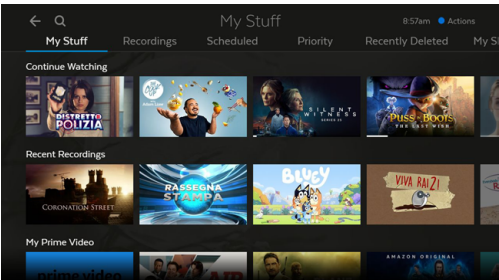 My Stuff
8:57am
Actions
My Stuff
Recordings
Scheduled
Priority
Recently Deleted
Continue Watching
DISTRETTO
POLIZIA
SILENT
WITNESS
PUSS IN BOOTS
THE LAST WISH
Recent Recordings
CORONATION STREET
RASSEGNA
STAMPA
BLUEY
VIVA RAI 2!
My Prime Video
prime video
AIR
AMAZON ORIGINAL